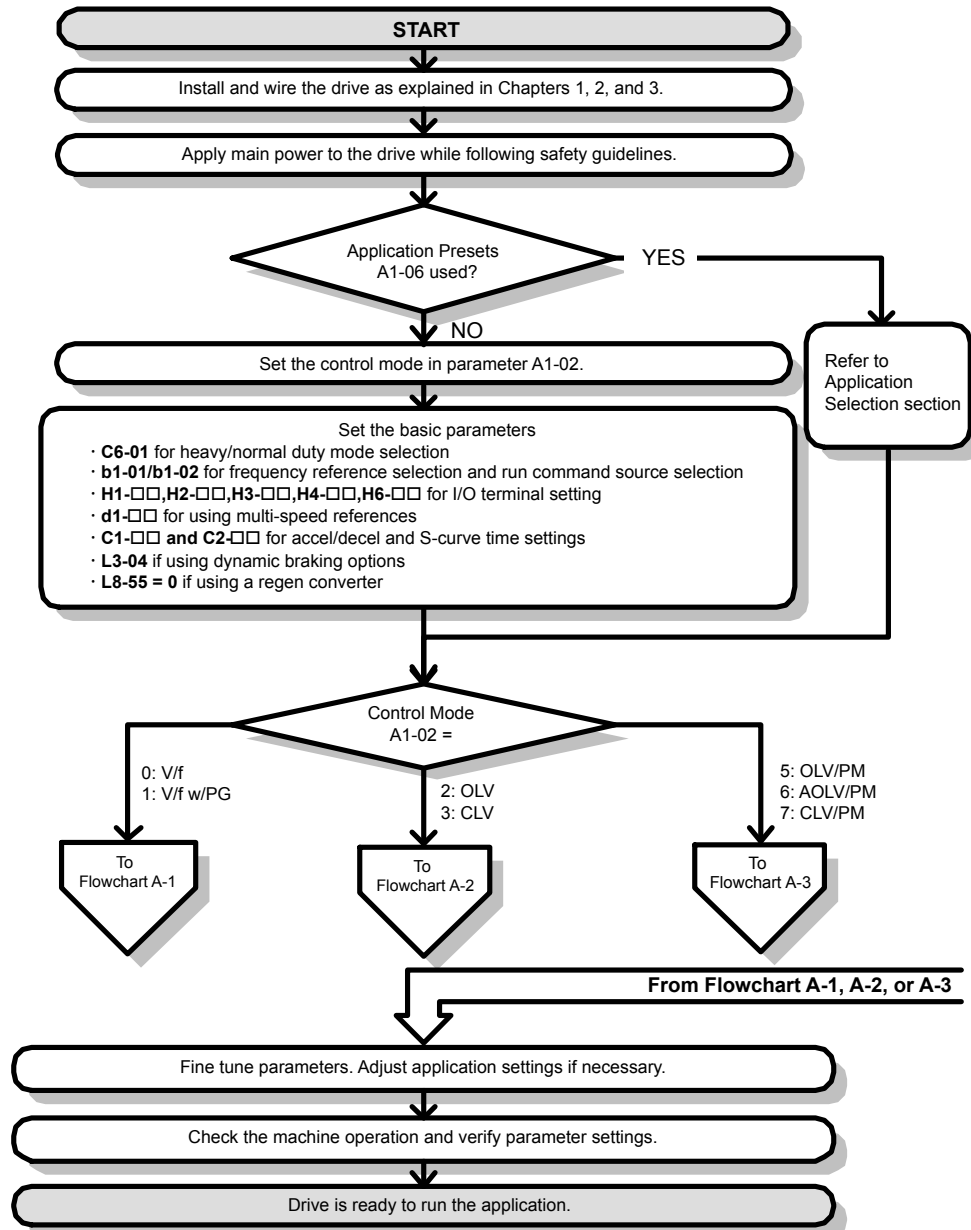 START
Install and wire the drive as explained in Chapters 1, 2, and 3.
Apply main power to the drive while following safety guidelines.
Application Presets
A1-06 used?
YES
NO
Set the control mode in parameter A1-02.
Refer to
Application
Selection section
Set the basic parameters
· C6-01 for heavy/normal duty mode selection
· b1-01/b1-02 for frequency reference selection and run command source selection
· H1-□□,H2-□□,H3-□□,H4-□□,H6-□□ for I/O terminal setting
· d1-□□ for using multi-speed references
· C1-□□ and C2-□□ for accel/decel and S-curve time settings
· L3-04 if using dynamic braking options
· L8-55 = 0 if using a regen converter
Control Mode
A1-02 =
0: V/f
1: V/f w/PG
2: OLV
3: CLV
5: OLV/PM
6: AOLV/PM
7: CLV/PM
To
Flowchart A-1
To
Flowchart A-2
To
Flowchart A-3
From Flowchart A-1, A-2, or A-3
Fine tune parameters. Adjust application settings if necessary.
Check the machine operation and verify parameter settings.
Drive is ready to run the application.